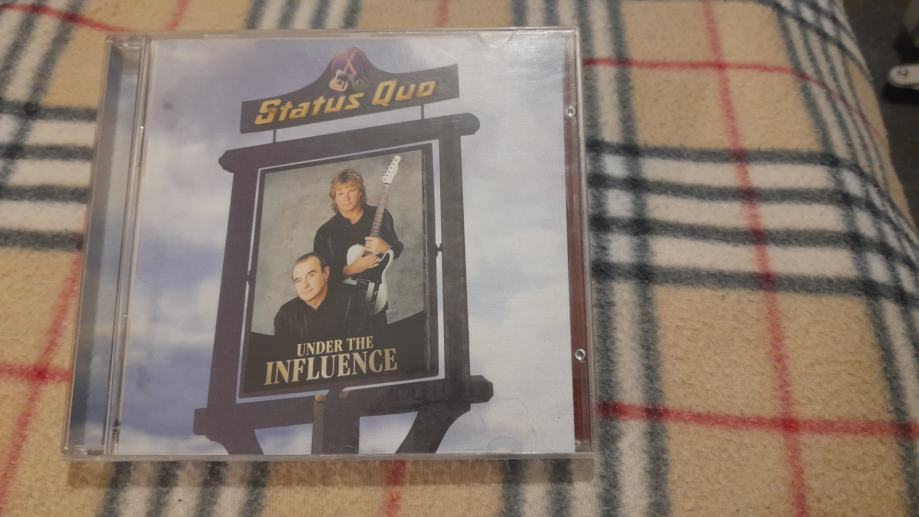 Status Quo
UNDER THE
INFLUENCE